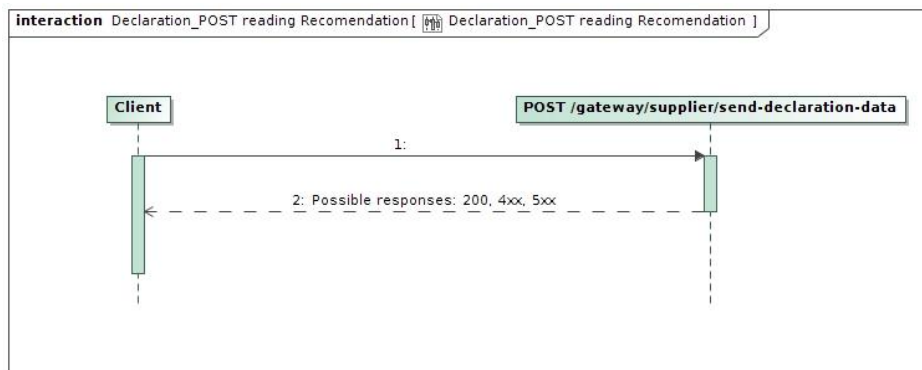 interaction Declaration_POST reading Recomendation [ Declaration_POST reading Recomendation ]
Client
POST /gateway/supplier/send-declaration-data
1:
2: Possible responses: 200, 4xx, 5xx